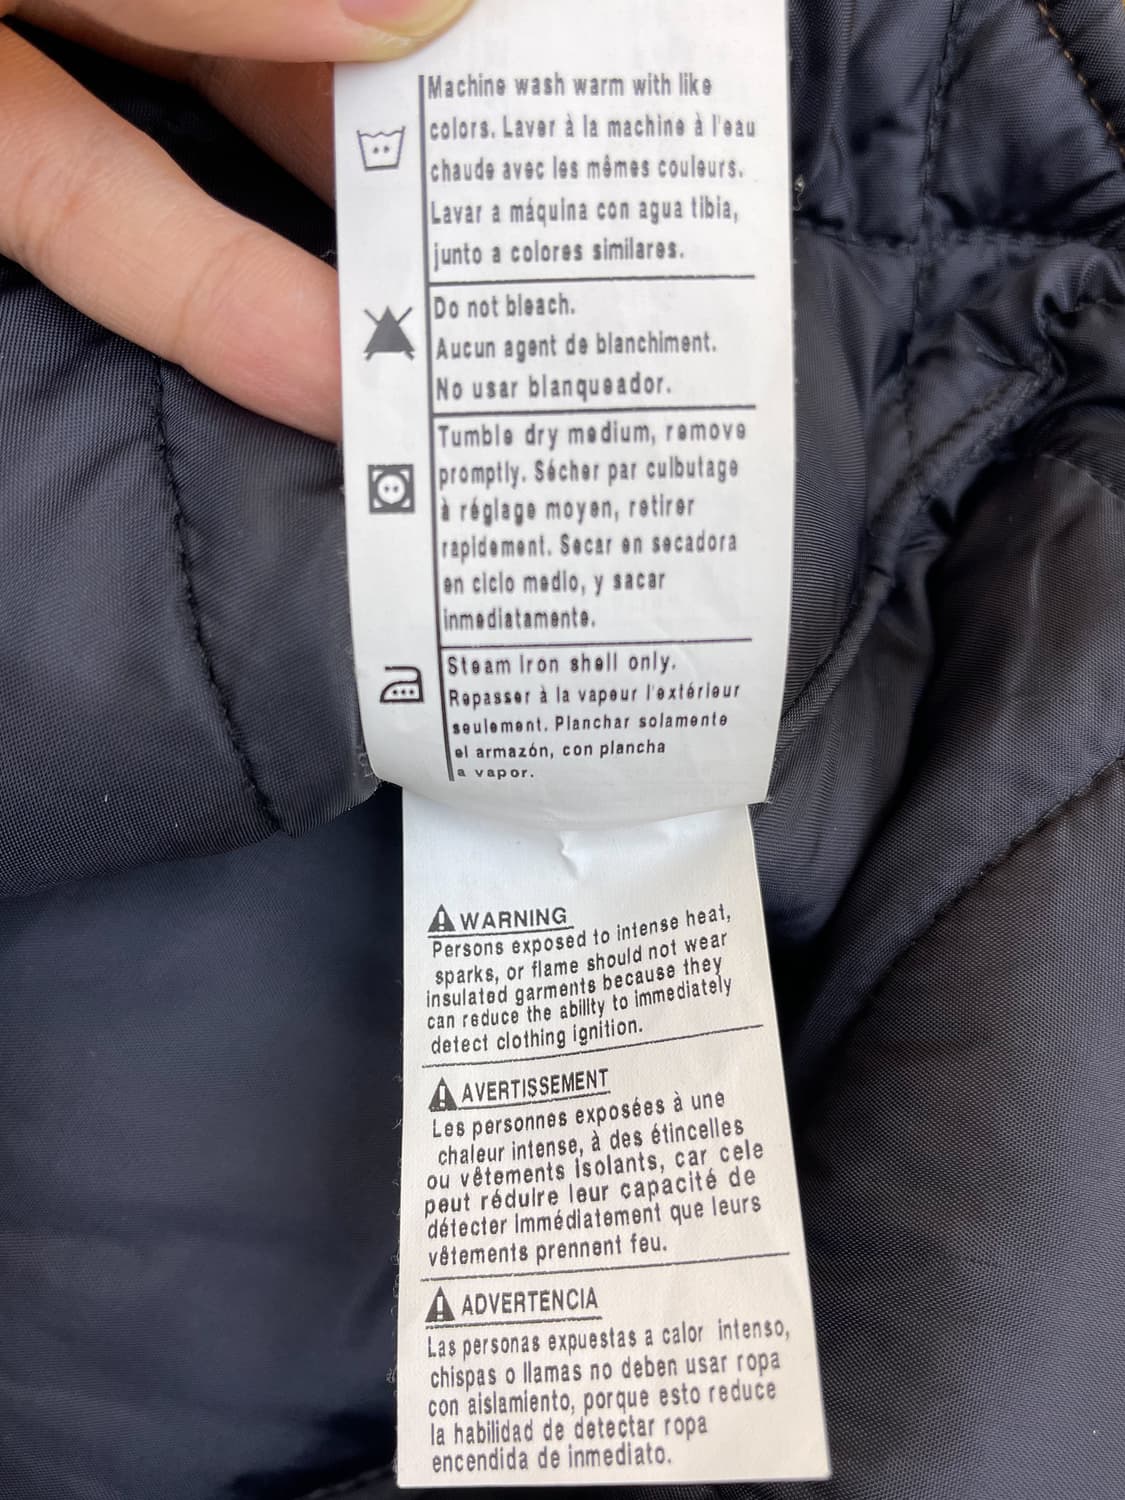 Machine wash warm with like
colors. Laver à la machine à l'eau
chaude avec les mêmes couleurs.
Lavar a máquina con agua tibia,
junto a colores similares.
Do not bleach.
Aucun agent de blanchiment.
No usar blanqueador.
Tumble dry medium, remove
promptly. Sécher par culbutage
à réglage moyen, retirer
rapidement. Secar en secadora
en ciclo medio, y sacar
inmediatamente.
Steam Iron shell only.
Repasser à la vapeur l'extérieur
seulement. Planchar solamente
el armazón, con plancha
a vapor.
WARNING
Persons exposed to intense heat,
sparks, or flame should not wear
insulated garments because they
can reduce the ability to immediately
detect clothing ignition.
AVERTISSEMENT
Les personnes exposées à une
chaleur intense, à des étincelles
ou vêtements isolants, car cele
peut réduire leur capacité de
détecter immédiatement que leurs
vêtements prennent feu.
ADVERTENCIA
Las personas expuestas a calor intenso,
chispas o llamas no deben usar ropa
con aislamiento, porque esto reduce
la habilidad de detectar ropa
encendida de inmediato.